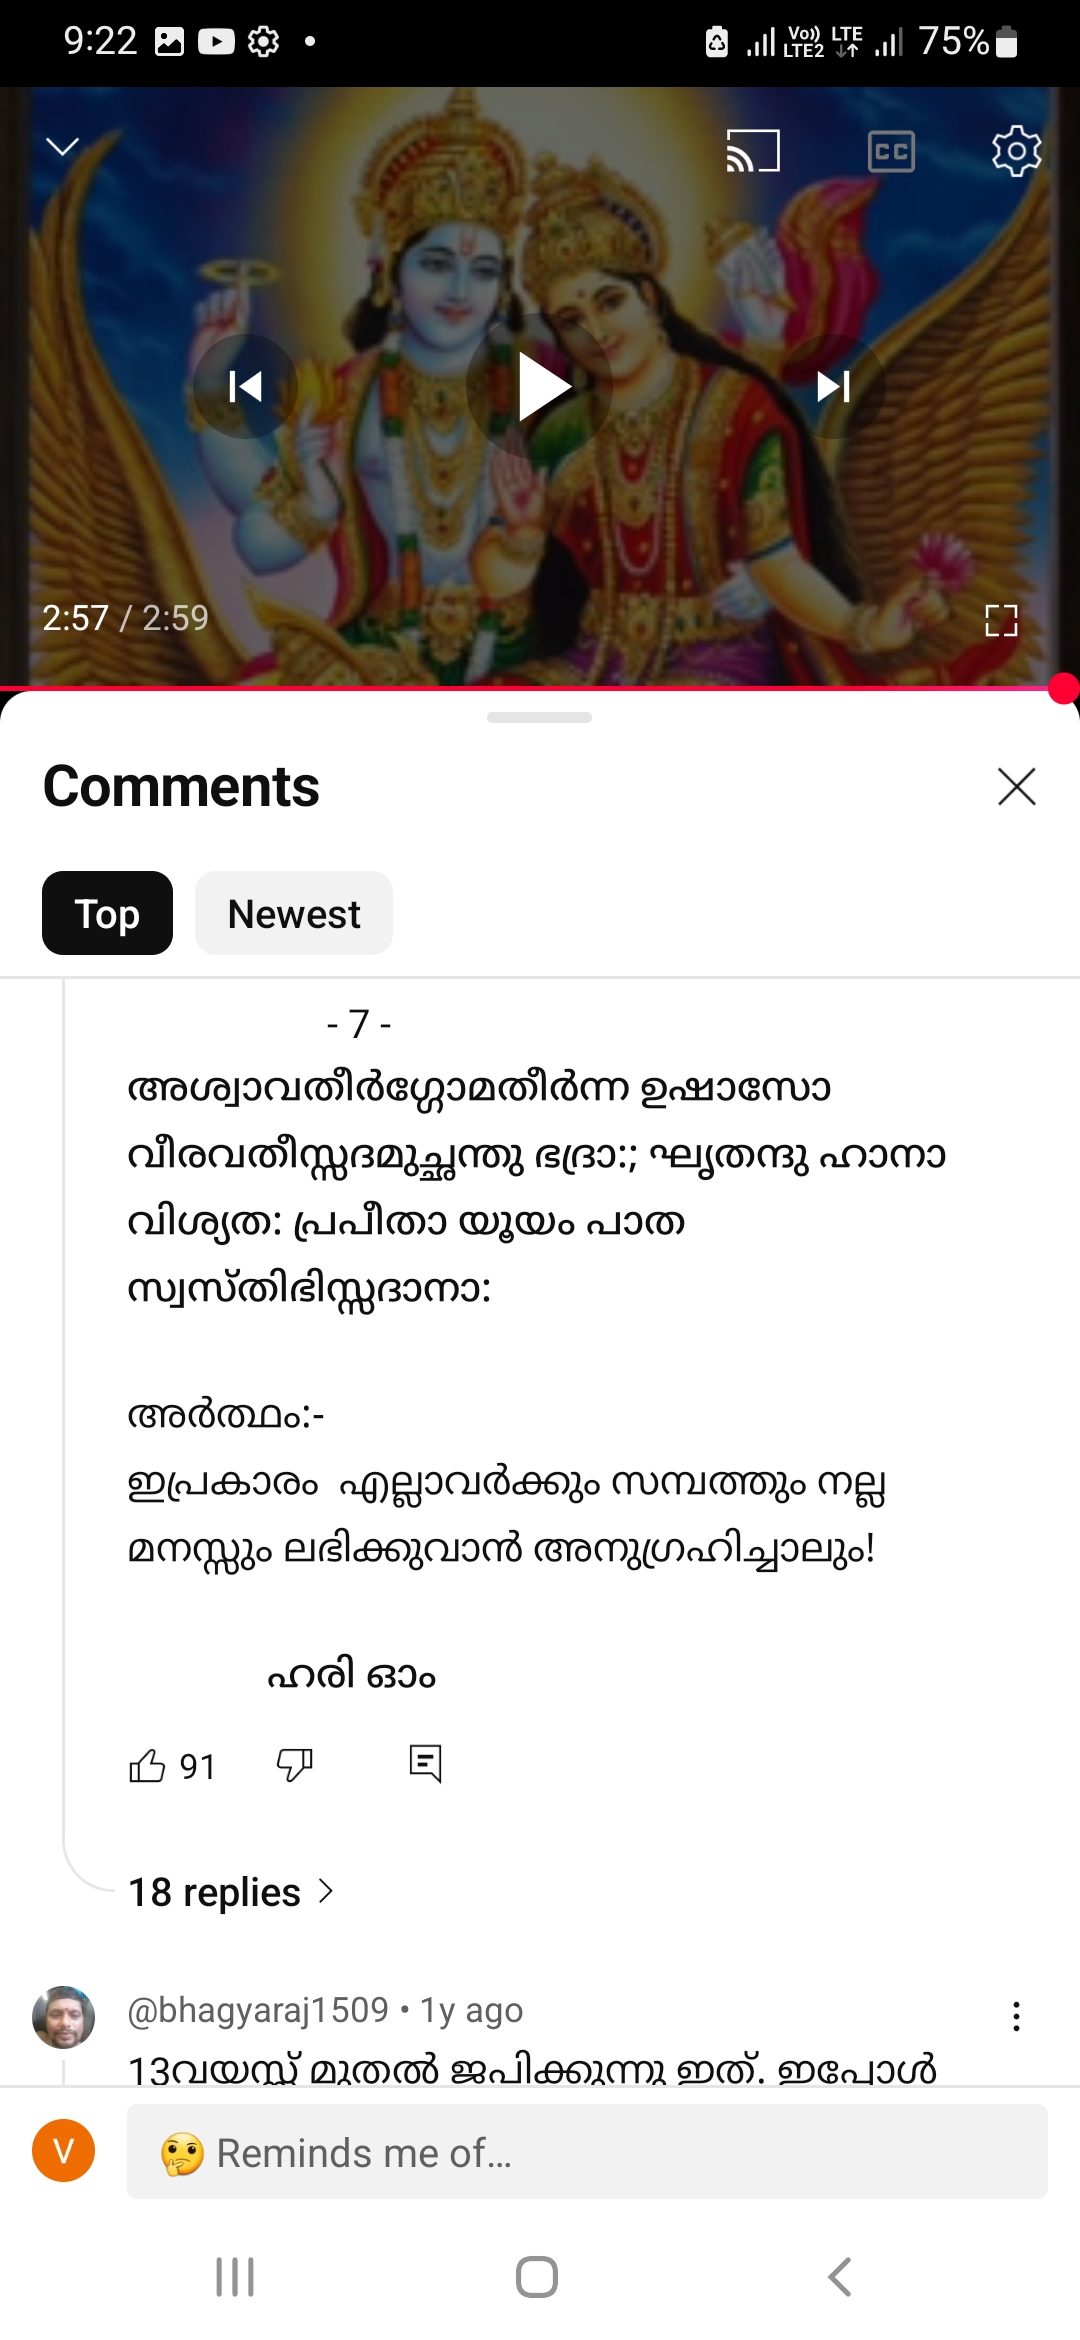 9:22
Vo)) LTE
LTE2
75%
CC
2:57 / 2:59
Comments
Top
Newest
- 7 -
അശ്വാവതീർഗ്ഗോമതീർന്ന ഉഷാസോ
വീരവതീസ്സദമുച്ഛന്തു ഭദ്രാ:; ഘൃതന്ദു ഹാനാ
വിശ്യത: പ്രപീതാ യൂയം പാത
സ്വസ്തിഭിസ്സദാനാ:
അർത്ഥം:-
ഇപ്രകാരം എല്ലാവർക്കും സമ്പത്തും നല്ല
മനസ്സും ലഭിക്കുവാൻ അനുഗ്രഹിച്ചാലും!
ഹരി ഓം
91
18 replies
@bhagyaraj1509 • 1y ago
13വയസ്സ് മുതൽ ജപിക്കുന്നു ഇത്. ഇപ്പോൾ
V
🤔 Reminds me of...